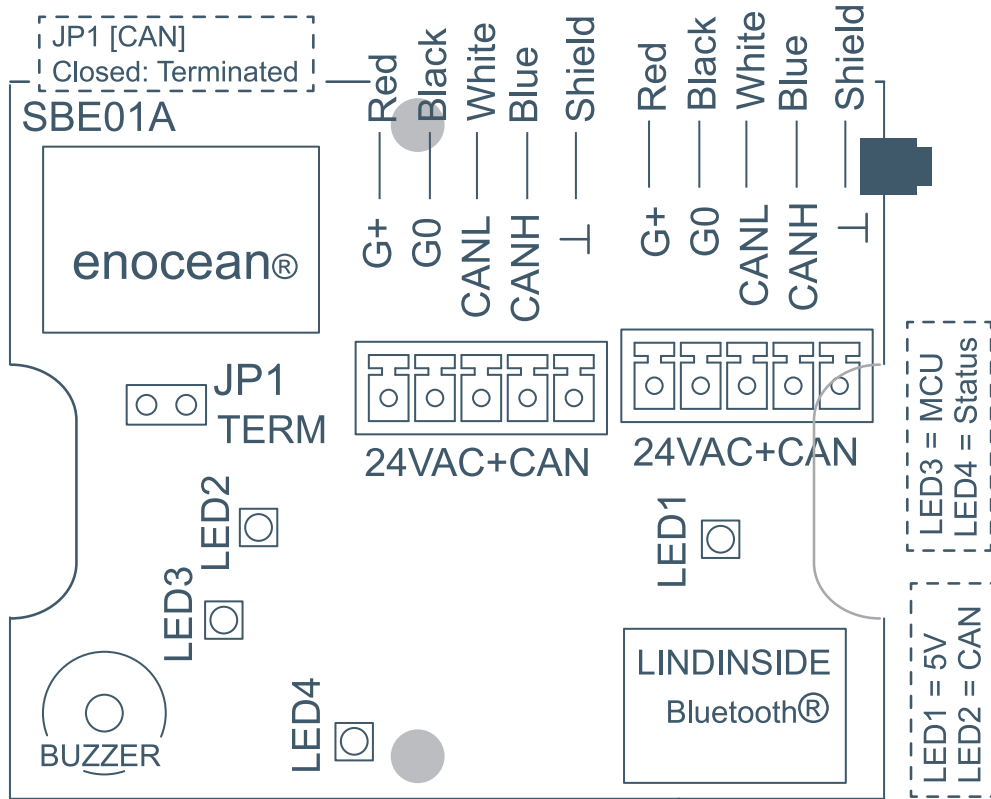 JP1 [CAN]
Closed: Terminated
SBE01A
Red
Black
White
Blue
Shield
G+
G0
CANL
CANH
⊥
Red
Black
White
Blue
Shield
G+
G0
CANL
CANH
⊥
enocean®
JP1
TERM
24VAC+CAN
24VAC+CAN
LED2
LED3
LED4
LED1
BUZZER
LINDINSIDE
Bluetooth®
LED3 = MCU
LED4 = Status
LED1 = 5V
LED2 = CAN